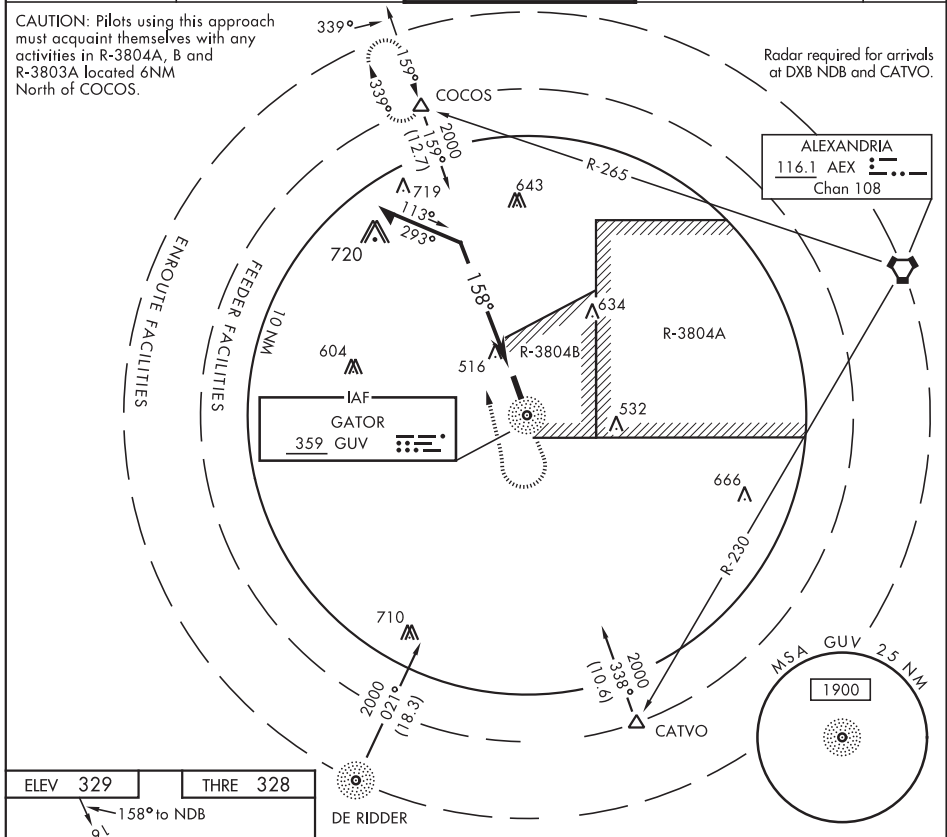 CAUTION: Pilots using this approach
must acquaint themselves with any
activities in R-3804A, B and
R-3803A located 6NM
North of COCOS.
339°
159°
339°
COCOS
2000
159°
(12.7)
Radar required for arrivals
at DXB NDB and CATVO.
ALEXANDRIA
116.1 AEX
Chan 108
R-265
719
643
113°
293°
720
158°
ENROUTE FACILITIES
FEEDER FACILITIES
10 NM
634
R-3804B
R-3804A
604
516
IAF
GATOR
359 GUV
532
666
R-230
710
2000
021°
(18.3)
2000
338°
(10.6)
CATVO
MSA GUV 25 NM
1900
ELEV 329
THRE 328
158° to NDB
16
DE RIDDER